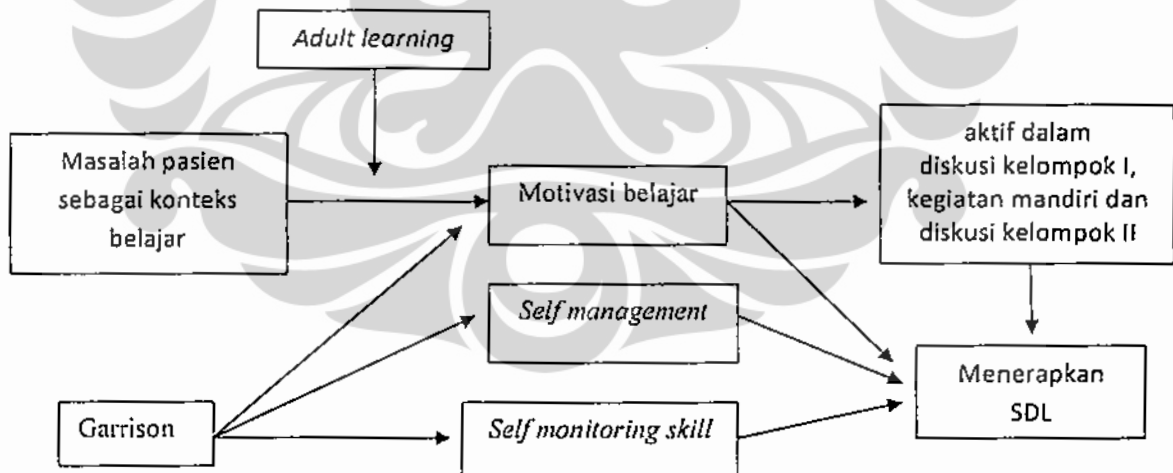 Adult learning
Masalah pasien
sebagai konteks
belajar
Motivasi belajar
aktif dalam
diskusi kelompok I,
kegiatan mandiri dan
diskusi kelompok II
Self management
Menerapkan
SDL
Garrison
Self monitoring skill